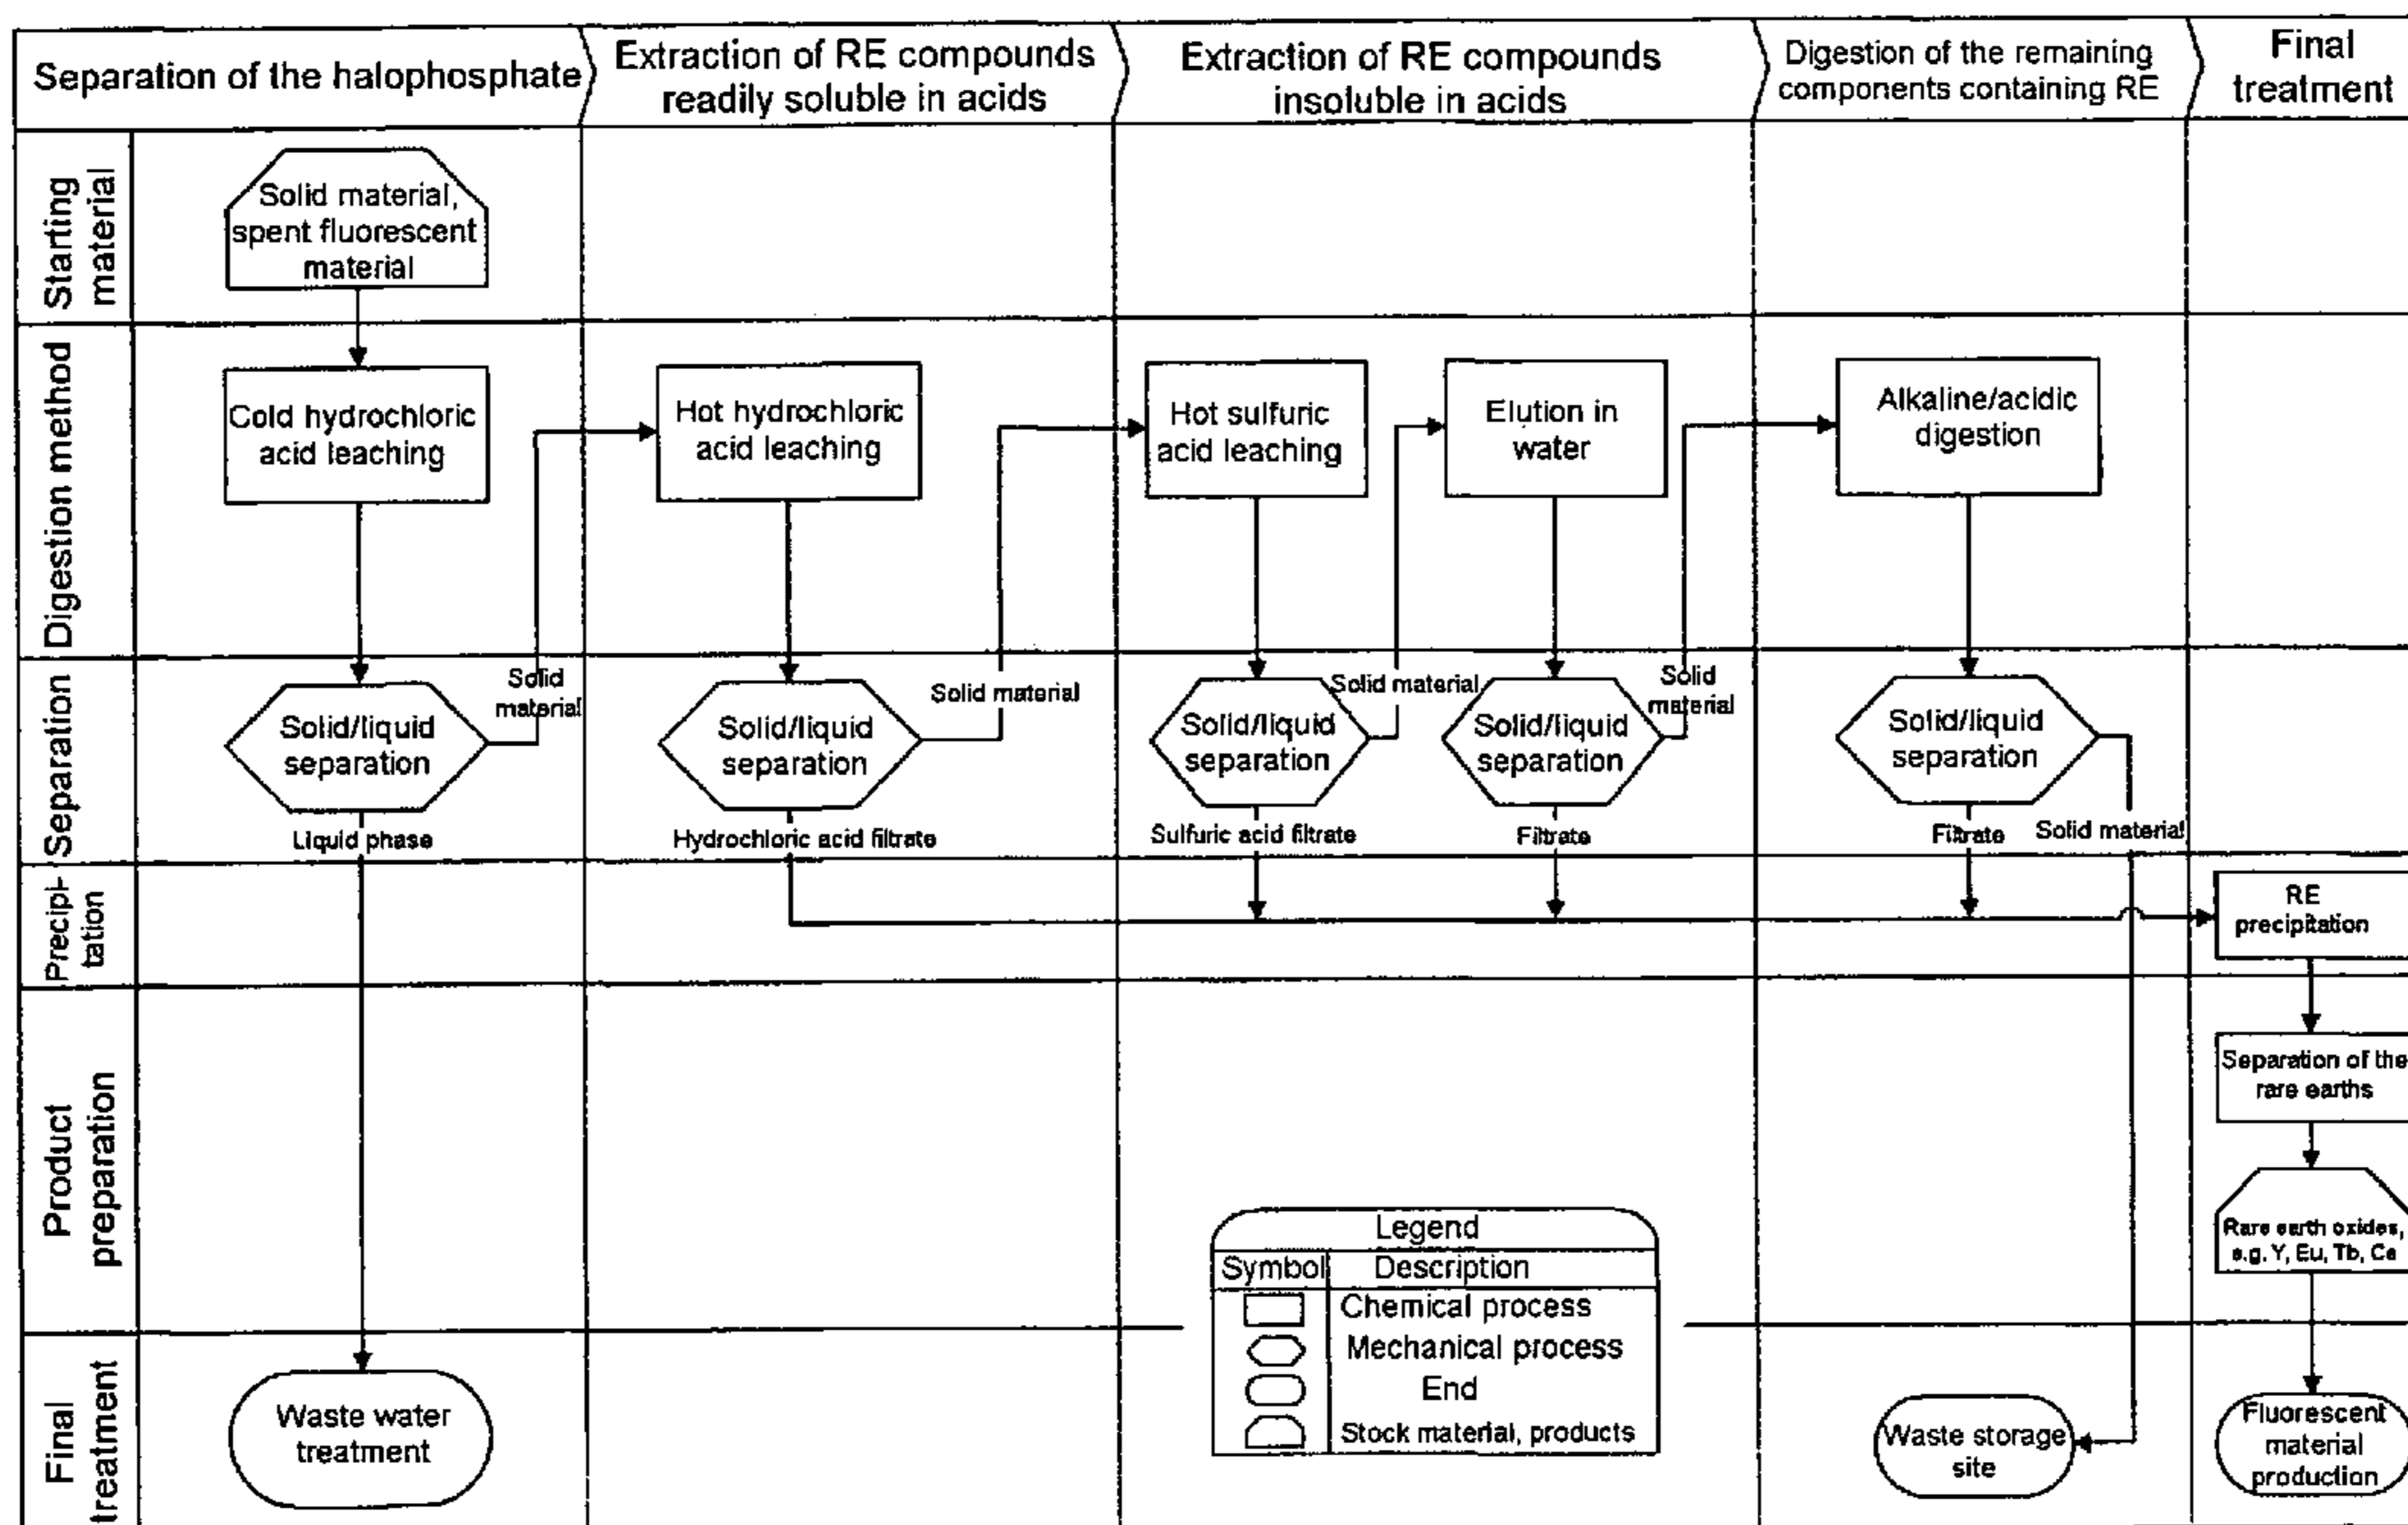 Separation of the halophosphate
Extraction of RE compounds
readily soluble in acids
Extraction of RE compounds
insoluble in acids
Digestion of the remaining
components containing RE
Final
treatment
Starting
material
Solid material,
spent fluorescent
material
Digestion method
Cold hydrochloric
acid leaching
Hot hydrochloric
acid leaching
Hot sulfuric
acid leaching
Elution in
water
Alkaline/acidic
digestion
Separation
Solid/liquid
separation
Solid
material
Solid/liquid
separation
Solid material
Solid/liquid
separation
Solid material
Solid/liquid
separation
Solid
material
Solid/liquid
separation
Liquid phase
Hydrochloric acid filtrate
Sulfuric acid filtrate
Filtrate
Filtrate
Solid material
Precipi-
tation
RE
precipitation
Product
preparation
Separation of the
rare earths
Rare earth oxides,
e.g. Y, Eu, Tb, Ce
Legend
Symbol
Description
Chemical process
Mechanical process
End
Stock material, products
Final
treatment
Waste water
treatment
Waste storage
site
Fluorescent
material
production